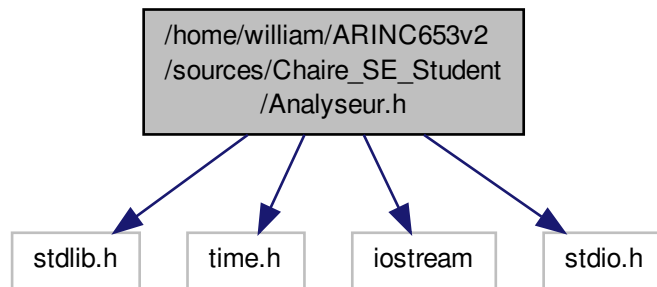 /home/william/ARINC653v2
/sources/Chaire_SE_Student
/Analyseur.h
stdlib.h
time.h
iostream
stdio.h